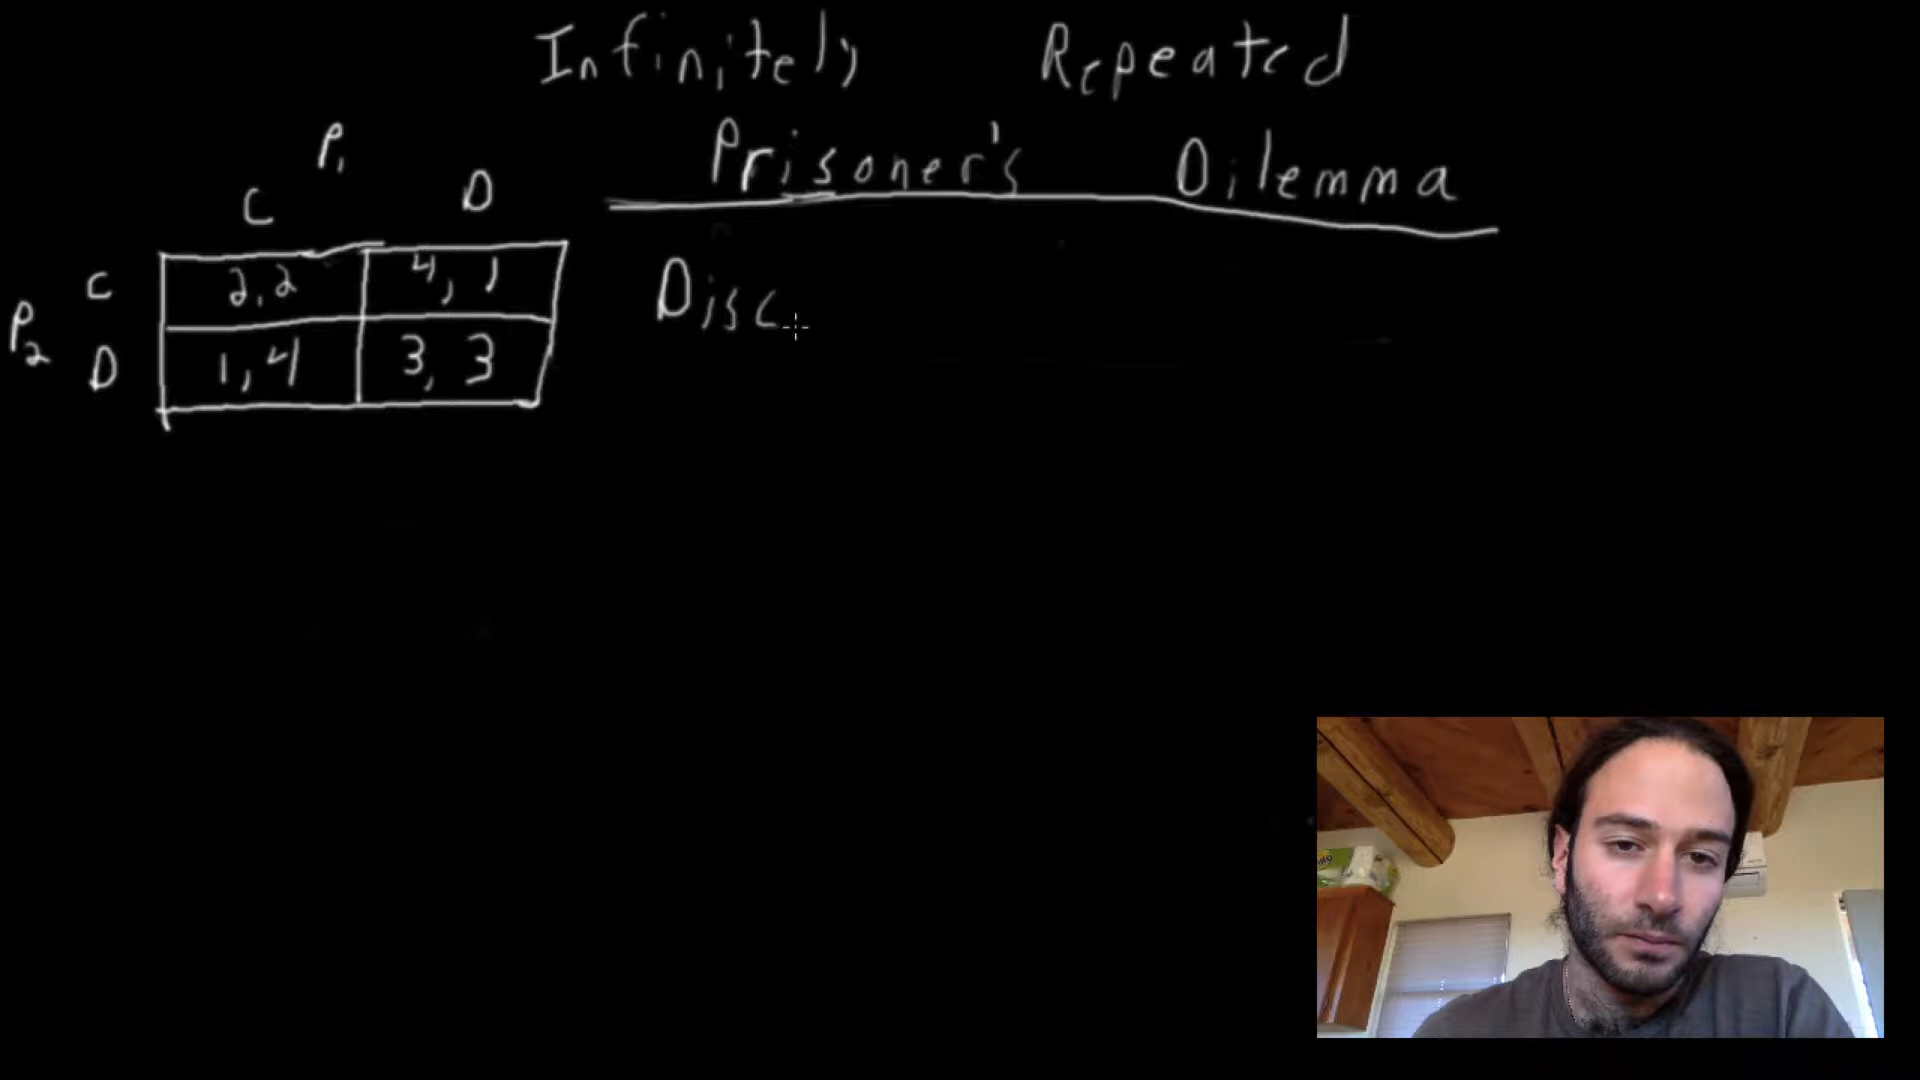 Infinitely Repeated
Prisoner's Dilemma
P1
C D
C 2,2 4,1
P2
D 1,4 3,3
Disc